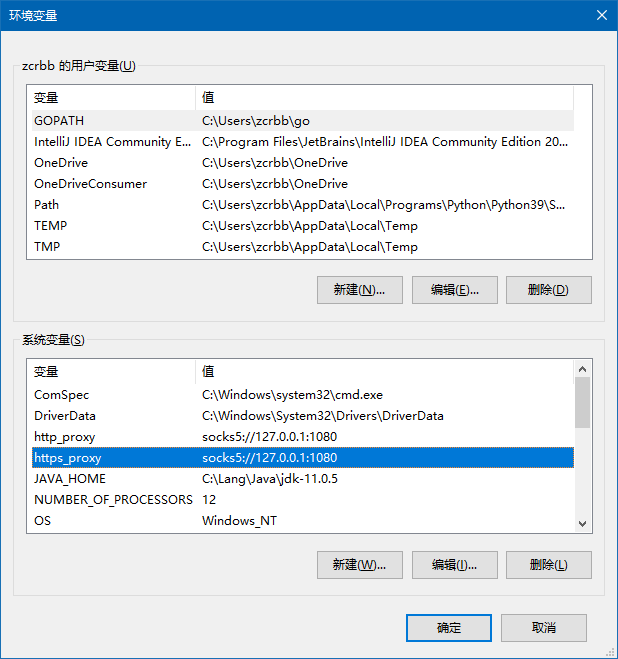 环境变量
zcrbb 的用户变量(U)
变量 值
GOPATH C:\Users\zcrbb\go
IntelliJ IDEA Community E... C:\Program Files\JetBrains\IntelliJ IDEA Community Edition 20...
OneDrive C:\Users\zcrbb\OneDrive
OneDriveConsumer C:\Users\zcrbb\OneDrive
Path C:\Users\zcrbb\AppData\Local\Programs\Python\Python39\S...
TEMP C:\Users\zcrbb\AppData\Local\Temp
TMP C:\Users\zcrbb\AppData\Local\Temp
新建(N)... 编辑(E)... 删除(D)
系统变量(S)
变量 值
ComSpec C:\Windows\system32\cmd.exe
DriverData C:\Windows\System32\Drivers\DriverData
http_proxy socks5://127.0.0.1:1080
https_proxy socks5://127.0.0.1:1080
JAVA_HOME C:\Lang\Java\jdk-11.0.5
NUMBER_OF_PROCESSORS 12
OS Windows_NT
新建(W)... 编辑(I)... 删除(L)
确定 取消